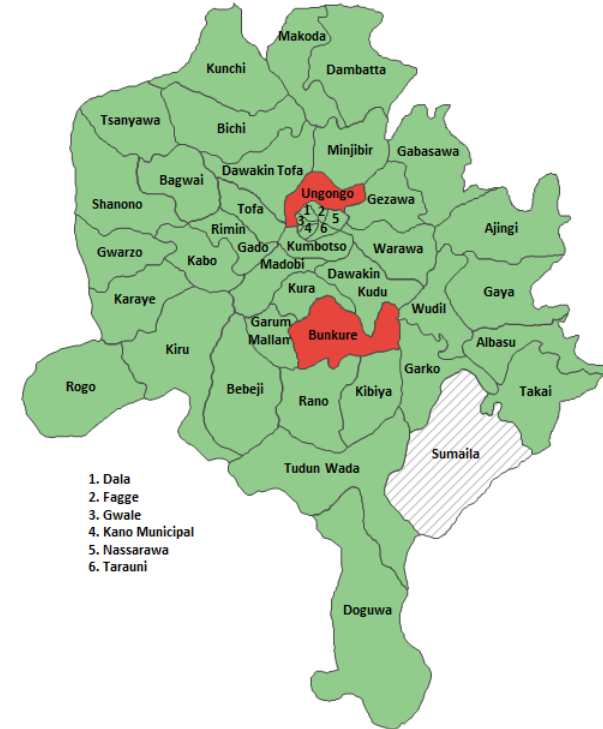 Makoda
Kunchi
Dambatta
Tsanyawa
Bichi
Minjibir
Gabasawa
Dawakin Tofa
Bagwai
Ungongo
Shanono
Tofa
Gezawa
1
2
3
5
4
6
Rimin
Gado
Ajingi
Gwarzo
Kabo
Kumbotso
Warawa
Madobi
Dawakin
Kudu
Karaye
Kura
Gaya
Wudil
Garum
Mallam
Bunkure
Kiru
Albasu
Rogo
Bebeji
Rano
Kibiya
Garko
Takai
Sumaila
Tudun Wada
1. Dala
2. Fagge
3. Gwale
4. Kano Municipal
5. Nassarawa
6. Tarauni
Doguwa